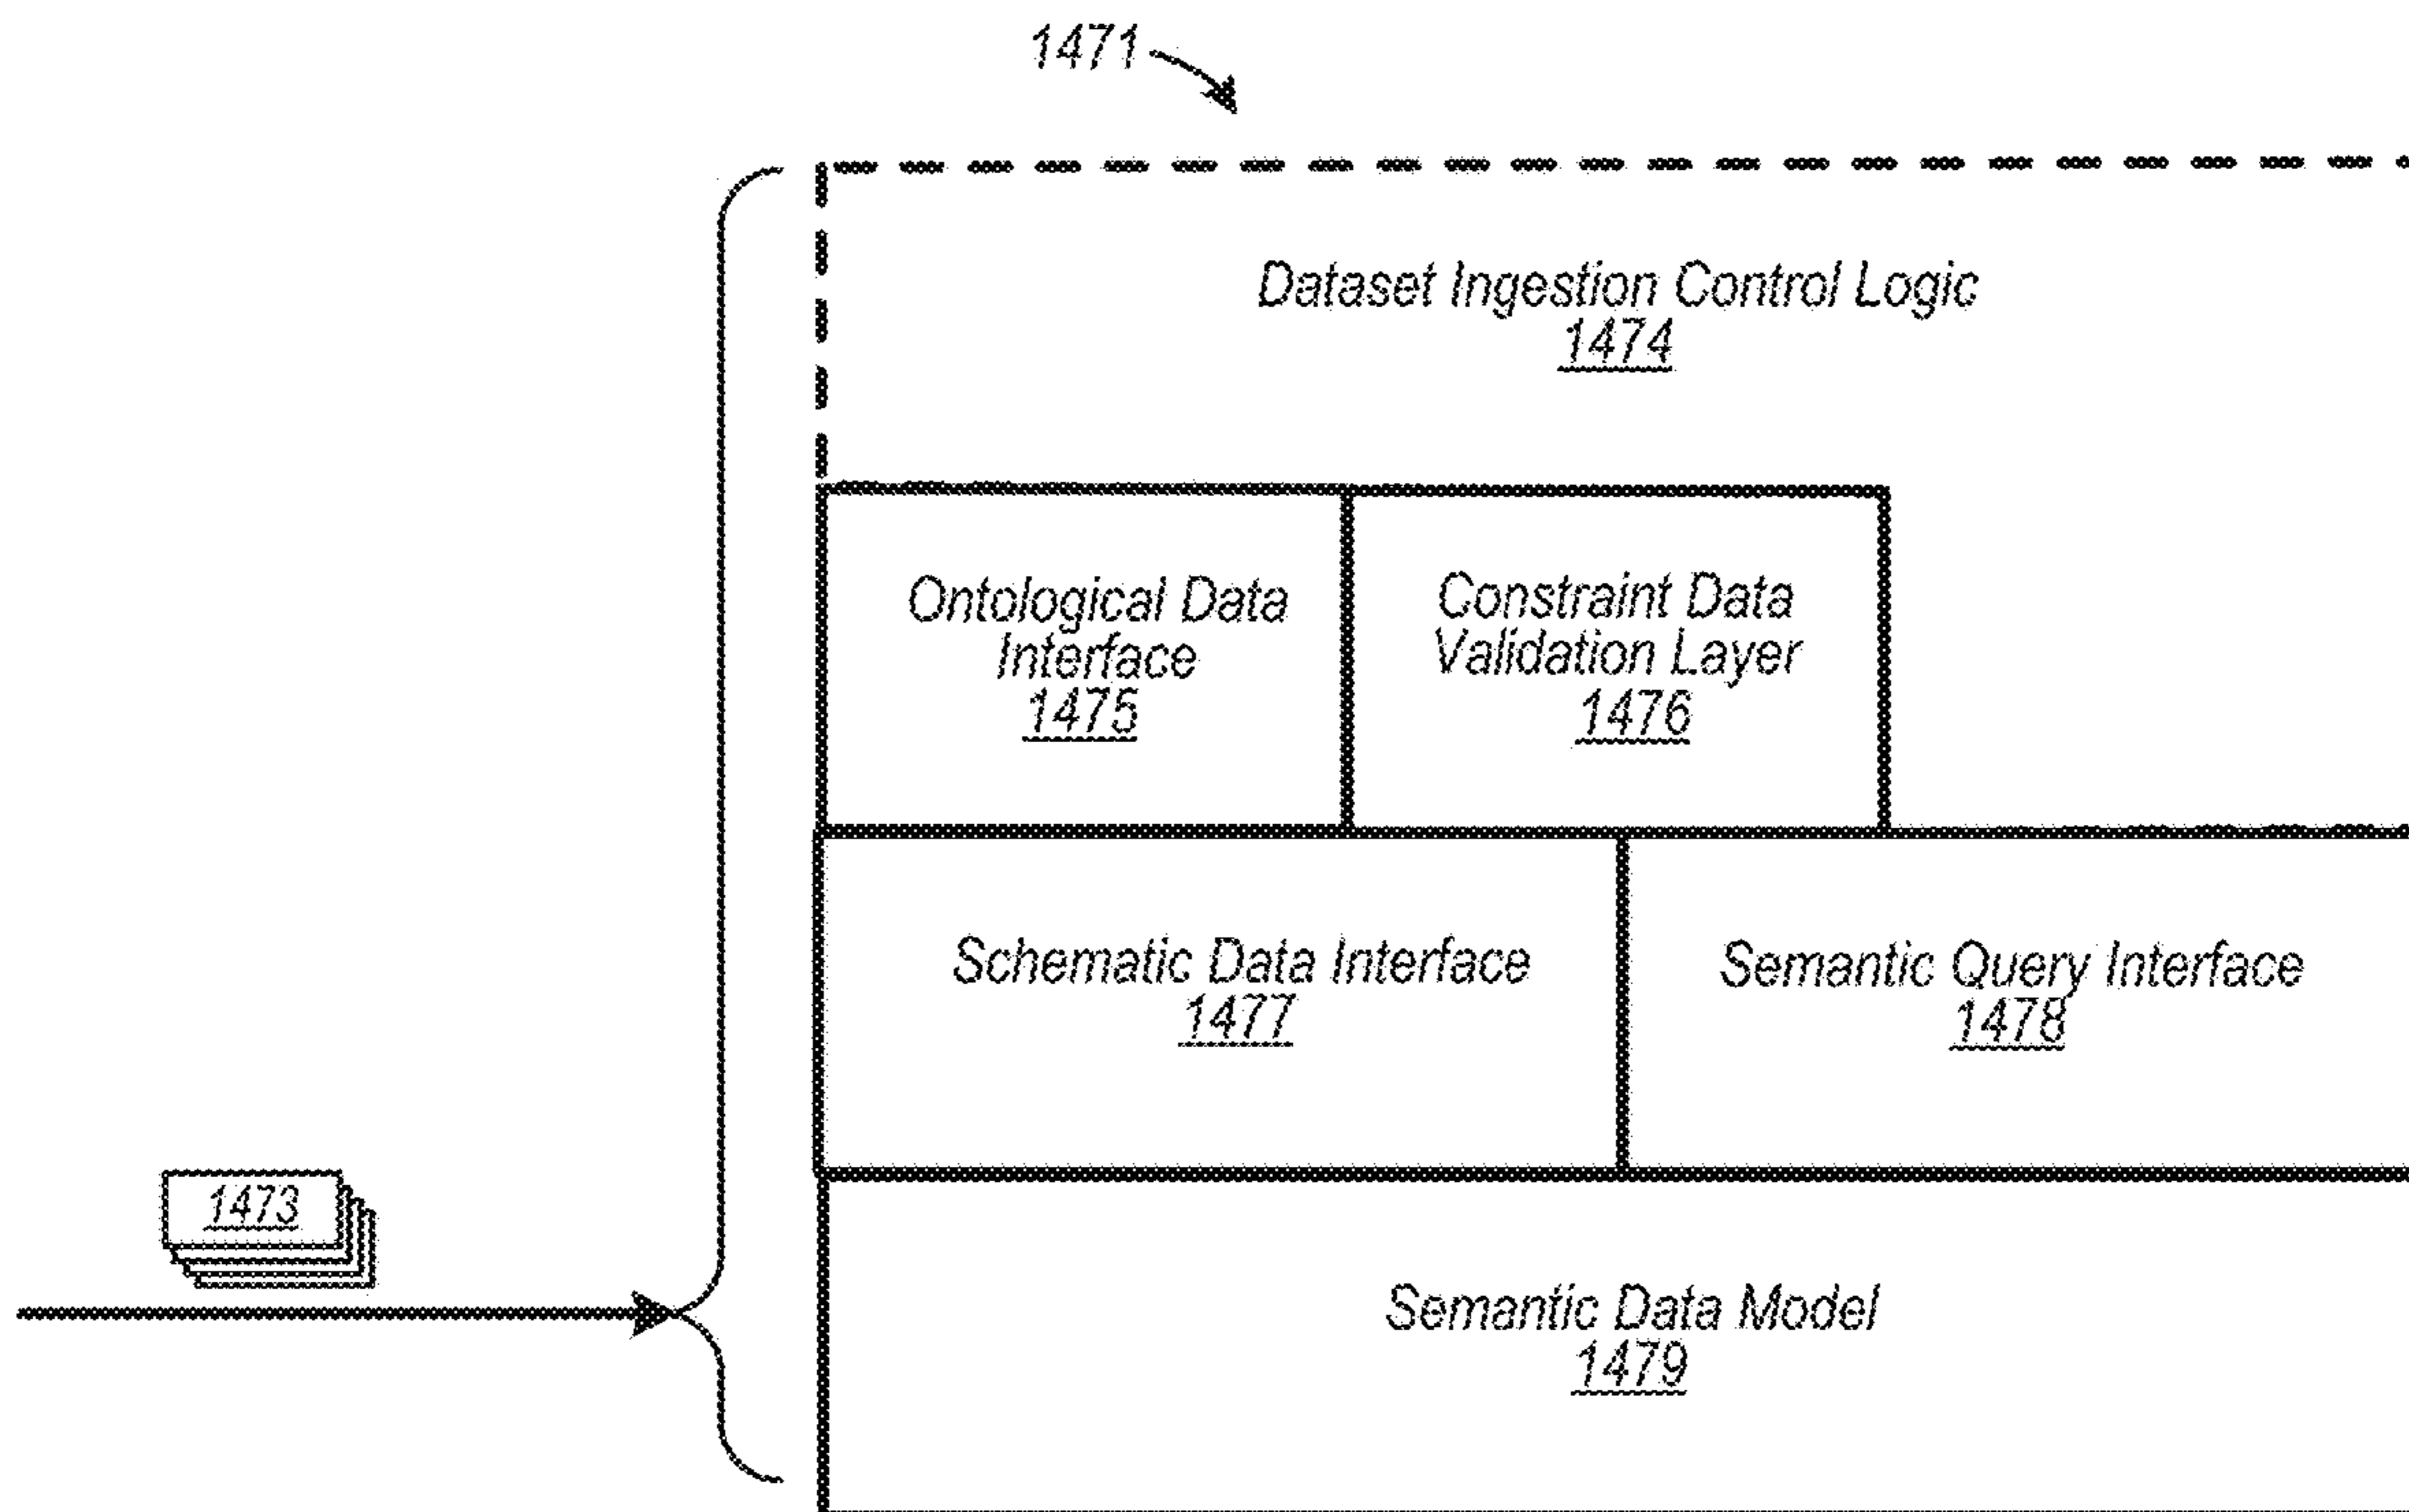 1471
Dataset Ingestion Control Logic
1474
Ontological Data
Interface
1475
Constraint Data
Validation Layer
1476
Schematic Data Interface
1477
Semantic Query Interface
1478
1473
Semantic Data Model
1479